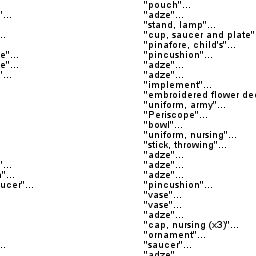 "pouch"...
"... "adze"...
"stand, lamp"...
.. "cup, saucer and plate"
"pinafore, child's"...
e"... "pincushion"...
e"... "adze"...
"... "adze"...
"implement"...
"embroidered flower dec
"uniform, army"...
"Periscope"...
"bowl"...
"uniform, nursing"...
"stick, throwing"...
"adze"...
"... "adze"...
"... "adze"...
ucer"... "pincushion"...
"vase"...
"vase"...
"adze"...
"cap, nursing (x3)"...
"ornament"...
.. "saucer"...
"adze"